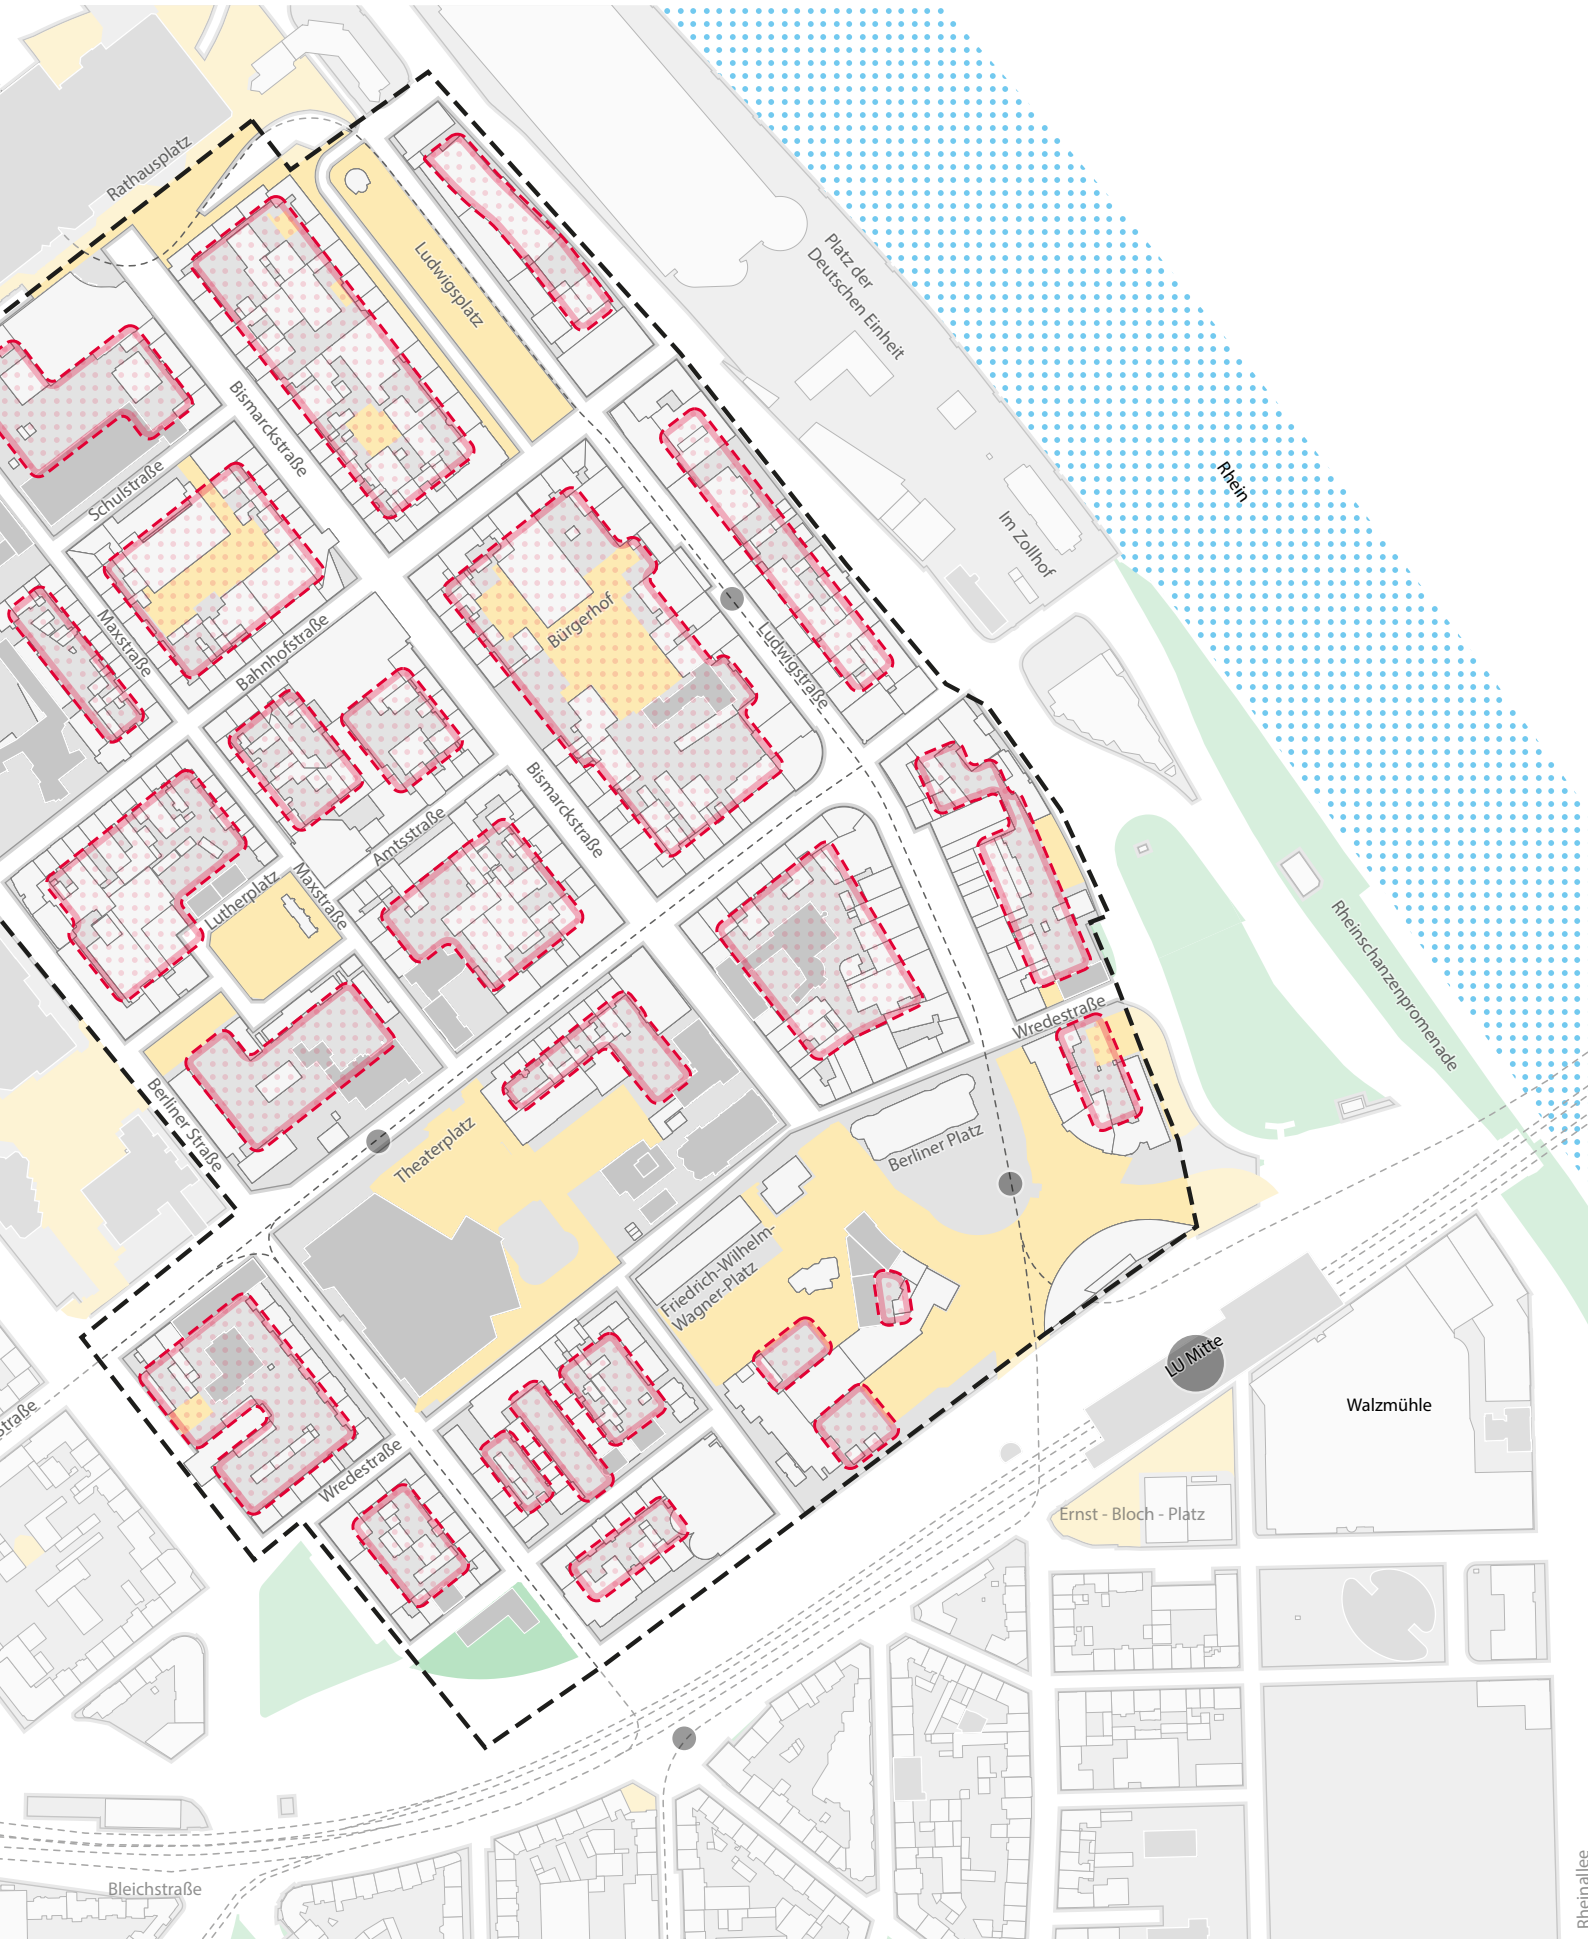 Rathausplatz
Ludwigsplatz
Platz der
Deutschen Einheit
Bismarckstraße
Schulstraße
Rhein
Im Zollhof
Maxstraße
Bahnhofstraße
Bürgerhof
Ludwigstraße
Bismarckstraße
Amtsstraße
Lutherplatz
Maxstraße
Rheinschanzenpromenade
Wredestraße
Berliner Straße
Theaterplatz
Berliner Platz
Friedrich-Wilhelm-
Wagner-Platz
LU Mitte
Walzmühle
straße
Wredestraße
Ernst - Bloch - Platz
Bleichstraße
Rheinallee